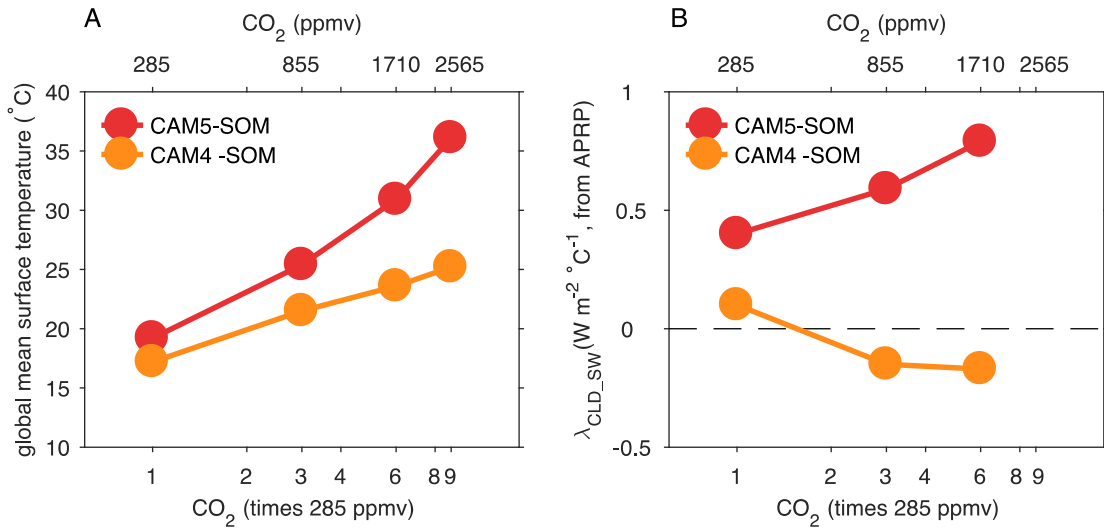 A
CO2 (ppmv)
285 855 1710 2565
global mean surface temperature (°C)
40
35
30
25
20
15
10
CAM5-SOM
CAM4 -SOM
1 2 3 4 6 8 9
CO2 (times 285 ppmv)
B
CO2 (ppmv)
285 855 1710 2565
λCLD_SW(W m-2 °C-1, from APRP)
1
0.5
0
-0.5
CAM5-SOM
CAM4 -SOM
1 2 3 4 6 8 9
CO2 (times 285 ppmv)